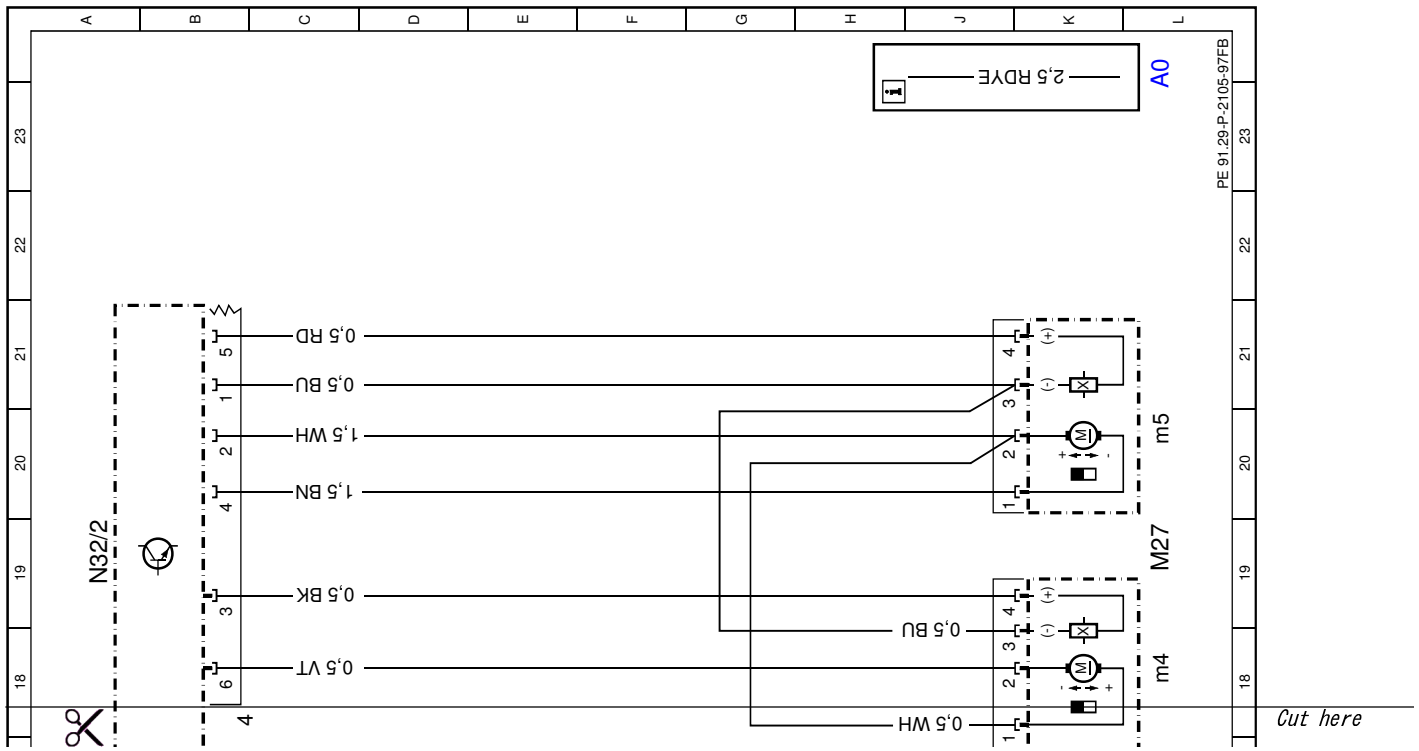 A B C D E F G H J K L
i 2,5 RDYE
A0
PE 91.29-P-2105-97FB
23 23
22 22
21 5 0,5 RD 4 (+) 21
1 0,5 BU 3 (-) X
m5
20 2 1,5 WH 2 M 20
+ -
4 1,5 BN 1
N32/2
M27
19 19
3 0,5 BK 4 (+)
0,5 BU 3 (-) X
18 6 0,5 VT 2 M m4 18
- +
4
Cut here
0,5 WH 1